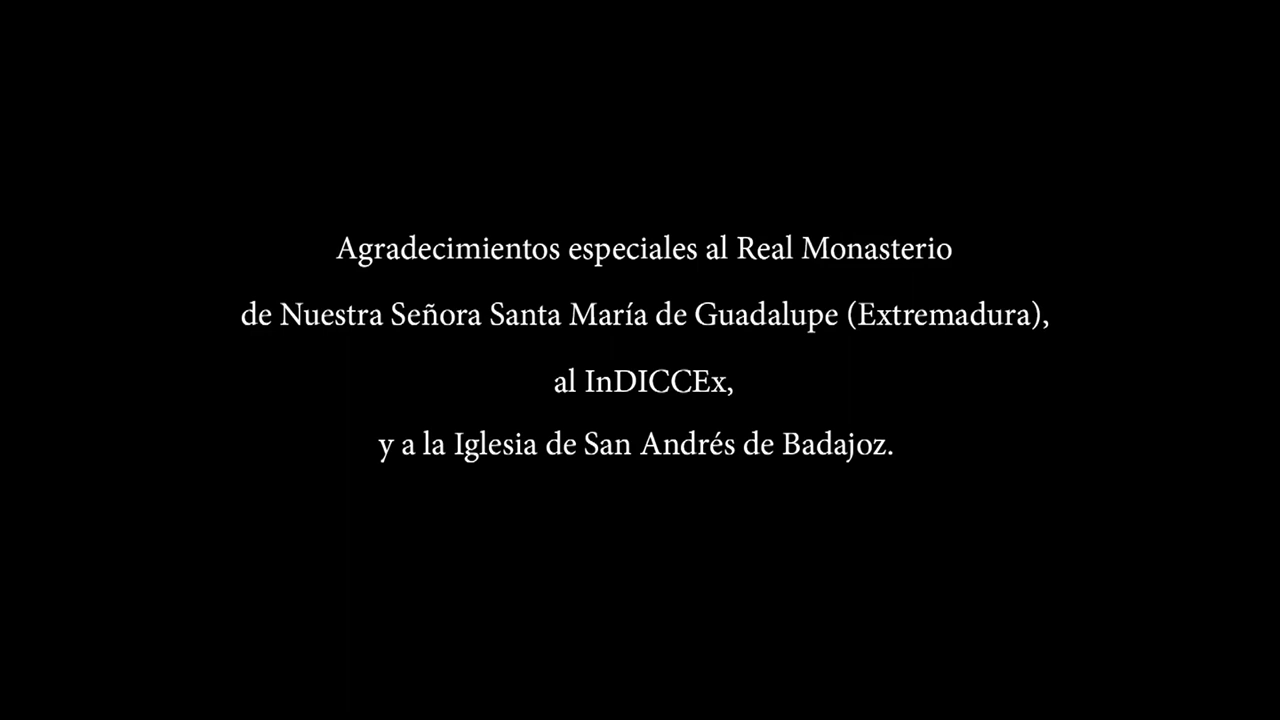 Agradecimientos especiales al Real Monasterio
de Nuestra Señora Santa María de Guadalupe (Extremadura),
al InDICCEx,
y a la Iglesia de San Andrés de Badajoz.